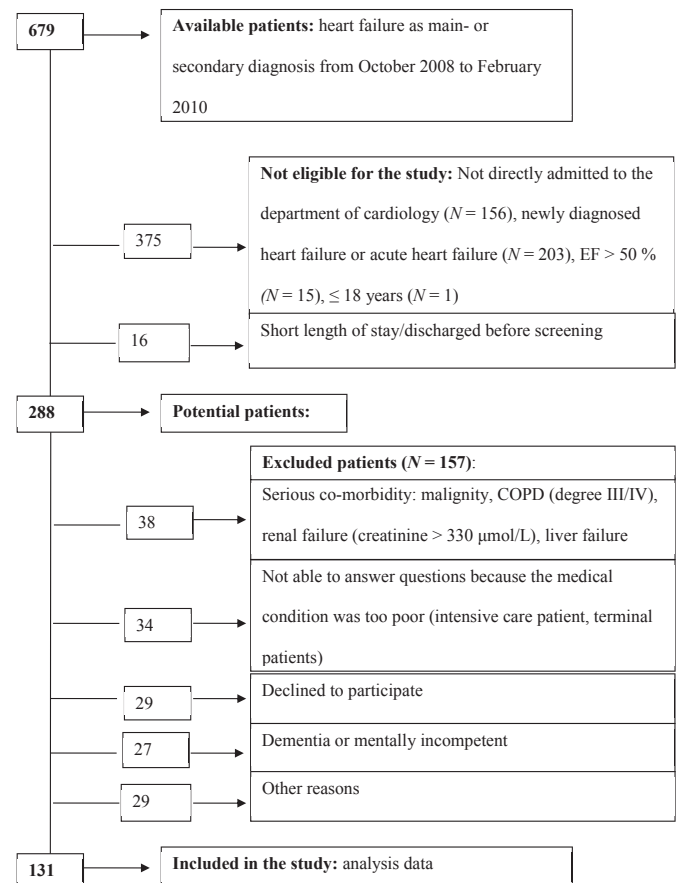 679
Available patients: heart failure as main- or
secondary diagnosis from October 2008 to February
2010
Not eligible for the study: Not directly admitted to the
department of cardiology (N = 156), newly diagnosed
375
heart failure or acute heart failure (N = 203), EF > 50 %
(N = 15), ≤ 18 years (N = 1)
16
Short length of stay/discharged before screening
288
Potential patients:
Excluded patients (N = 157):
Serious co-morbidity: malignity, COPD (degree III/IV),
38
renal failure (creatinine > 330 μmol/L), liver failure
Not able to answer questions because the medical
34
condition was too poor (intensive care patient, terminal
patients)
29
Declined to participate
27
Dementia or mentally incompetent
29
Other reasons
131
Included in the study: analysis data